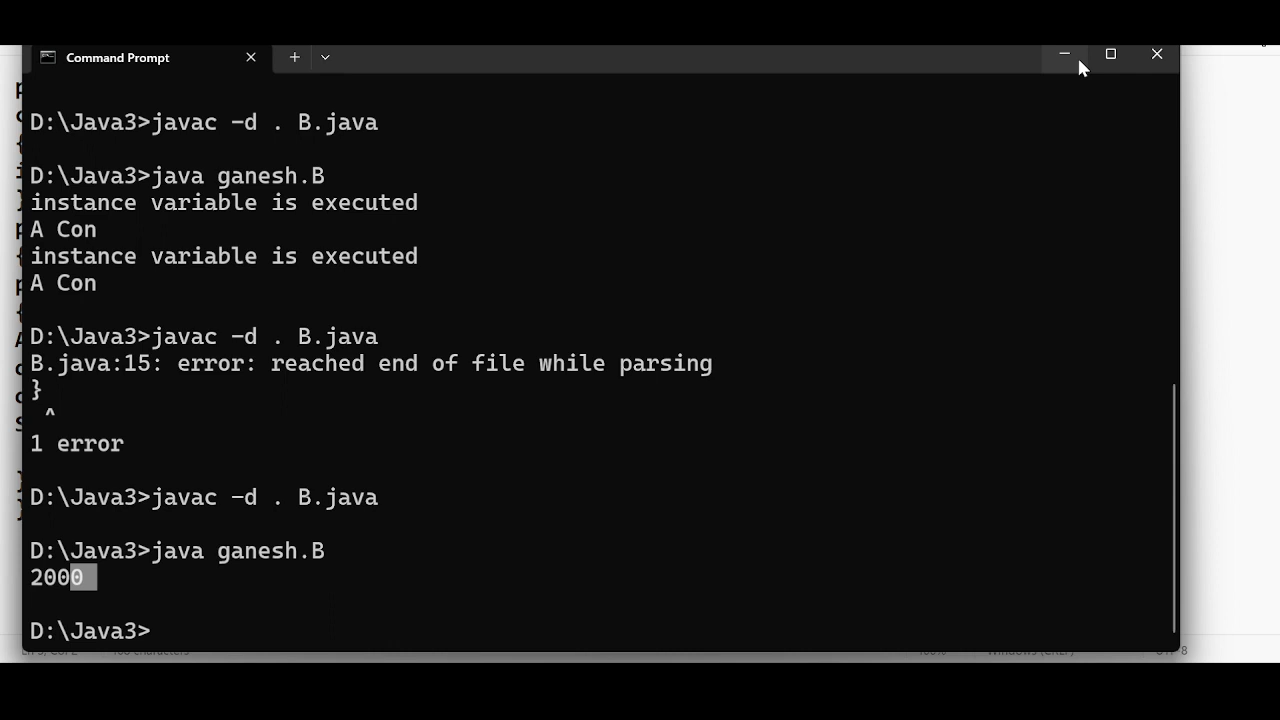 Command Prompt
D:\Java3>javac -d . B.java
D:\Java3>java ganesh.B
instance variable is executed
A Con
instance variable is executed
A Con
D:\Java3>javac -d . B.java
B.java:15: error: reached end of file while parsing
}
^
1 error
D:\Java3>javac -d . B.java
D:\Java3>java ganesh.B
2000
D:\Java3>